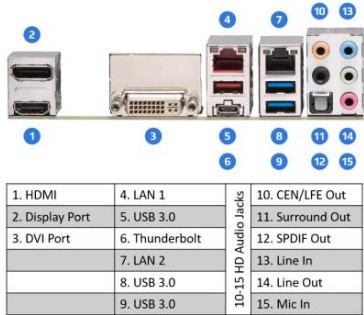 4
7
10
13
2
1
3
5
6
8
9
11
12
14
15
1. HDMI
4. LAN 1
10. CEN/LFE Out
2. Display Port
5. USB 3.0
11. Surround Out
3. DVI Port
6. Thunderbolt
12. SPDIF Out
7. LAN 2
13. Line In
8. USB 3.0
14. Line Out
9. USB 3.0
15. Mic In
10-15 HD Audio Jacks